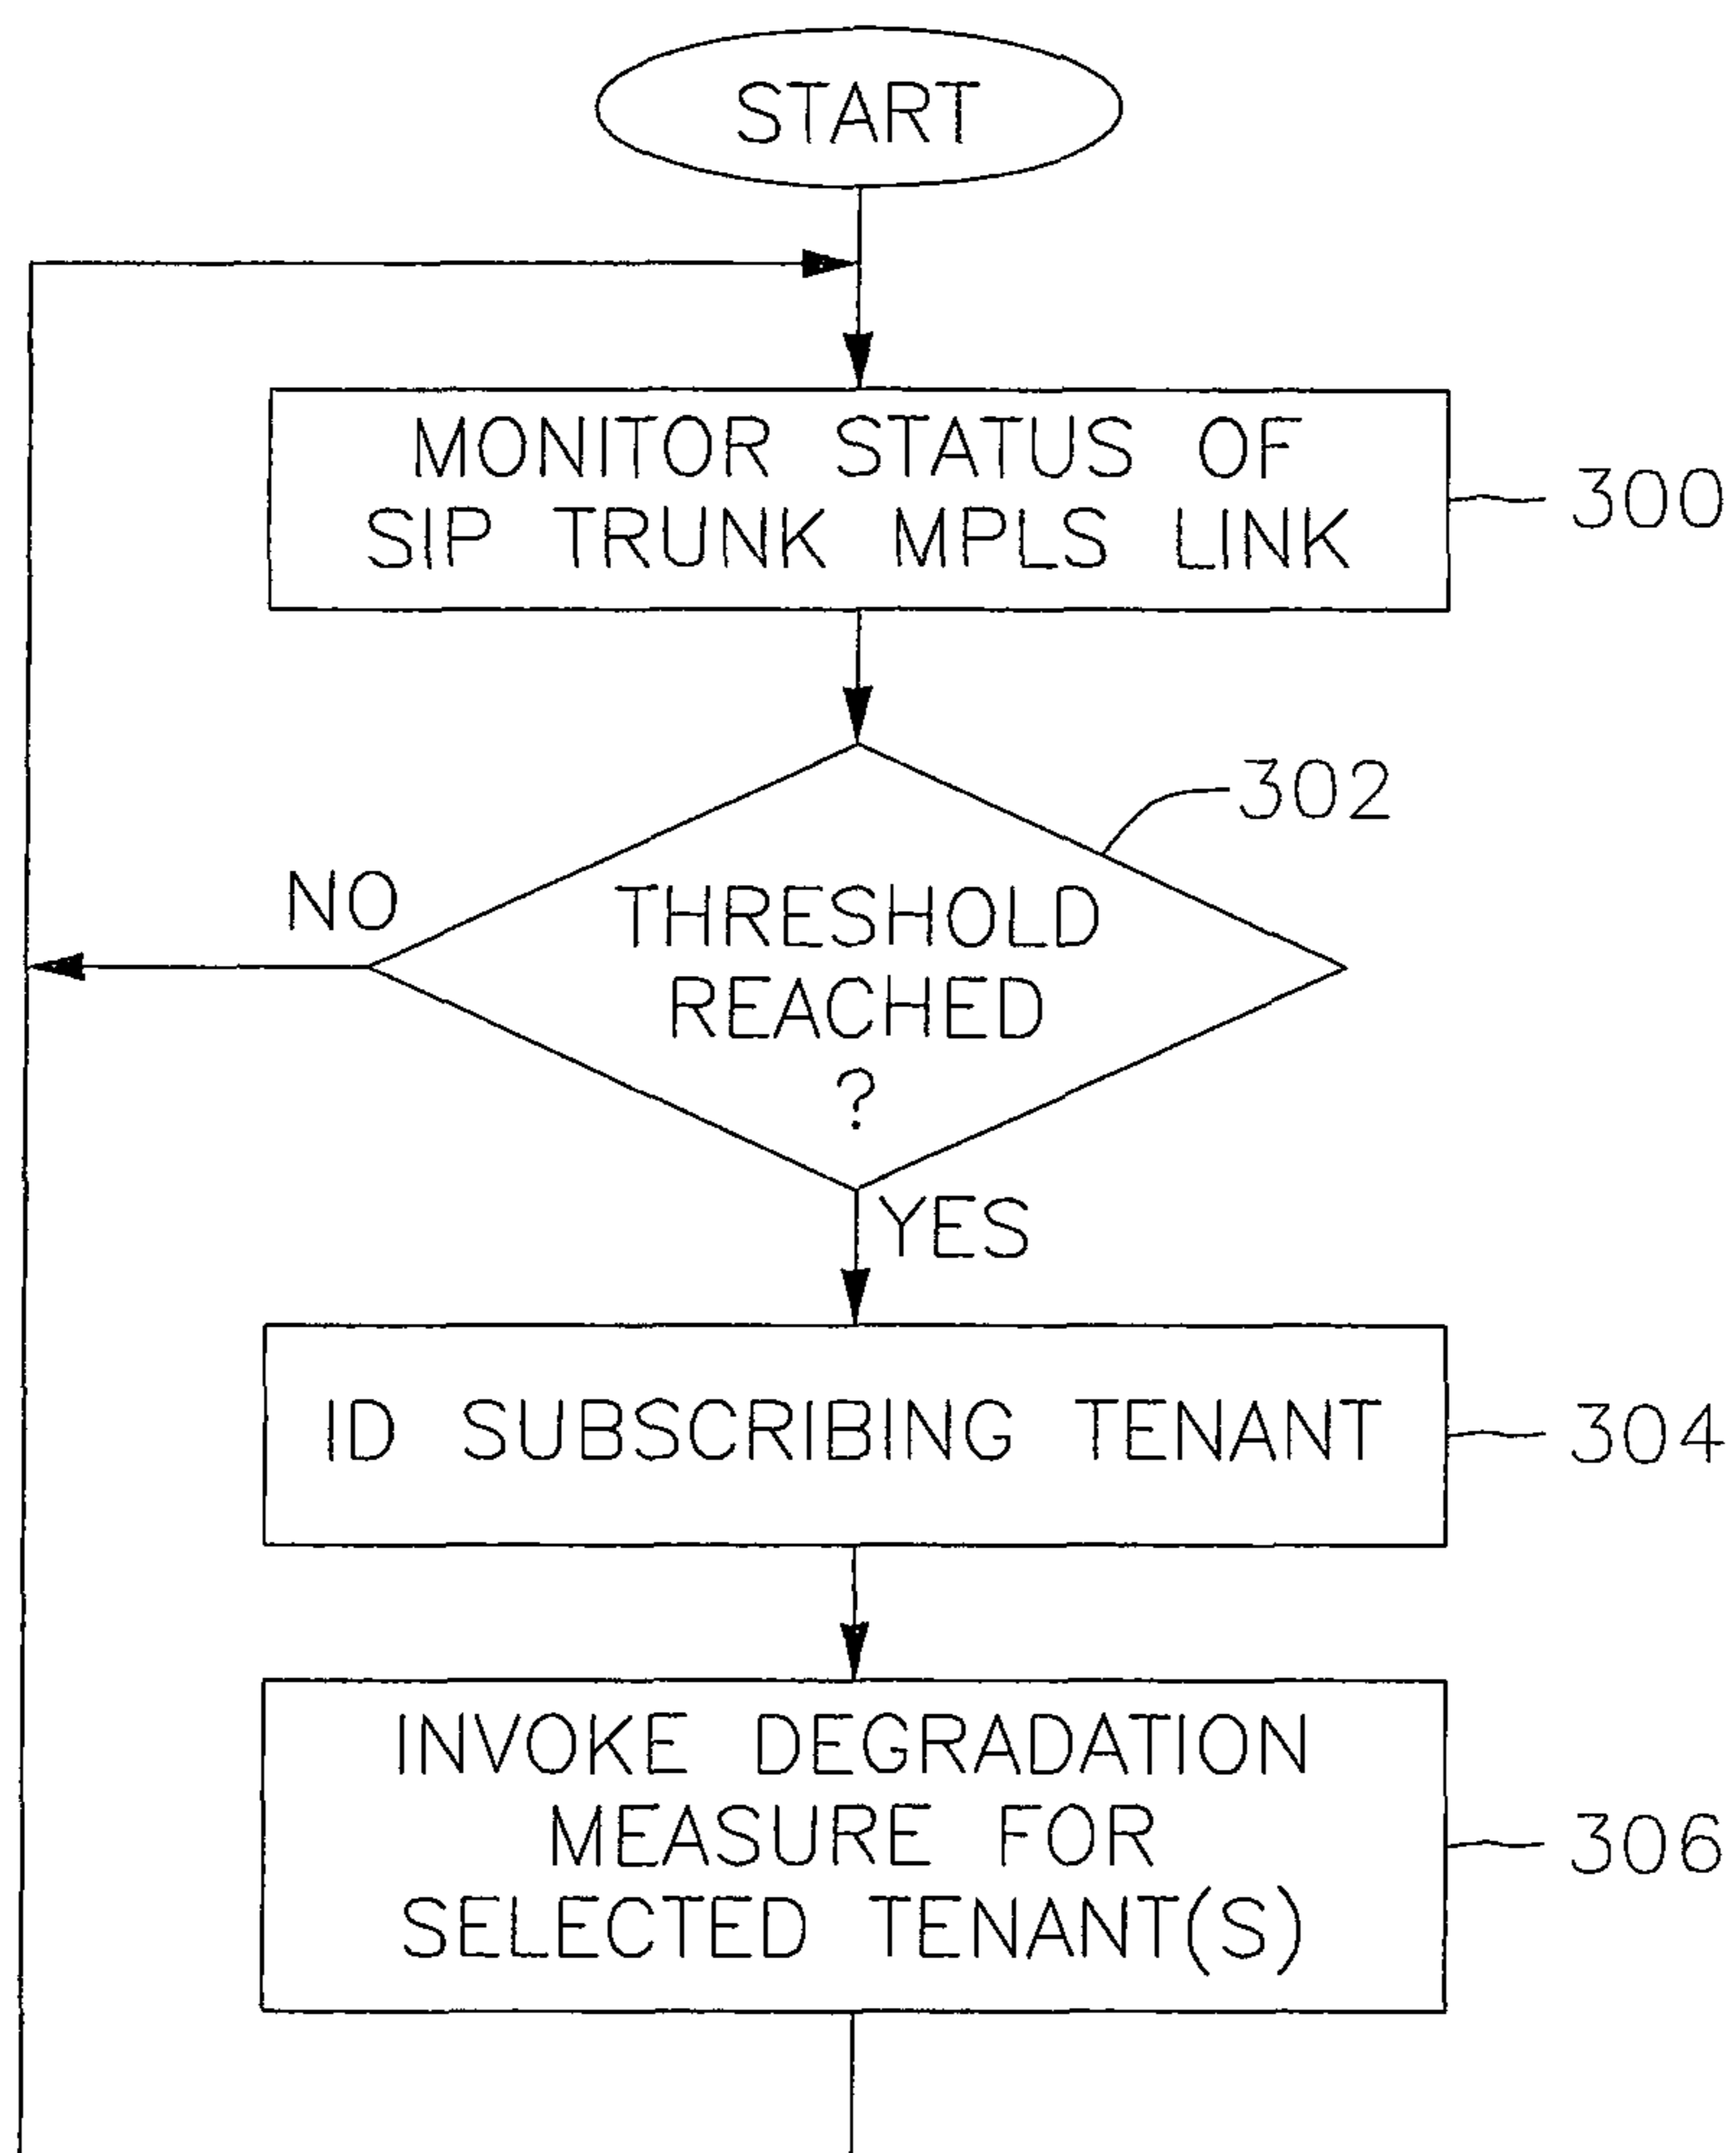 START
MONITOR STATUS OF
SIP TRUNK MPLS LINK
300
302
THRESHOLD
REACHED
?
NO
YES
ID SUBSCRIBING TENANT
304
INVOKE DEGRADATION
MEASURE FOR
SELECTED TENANT(S)
306